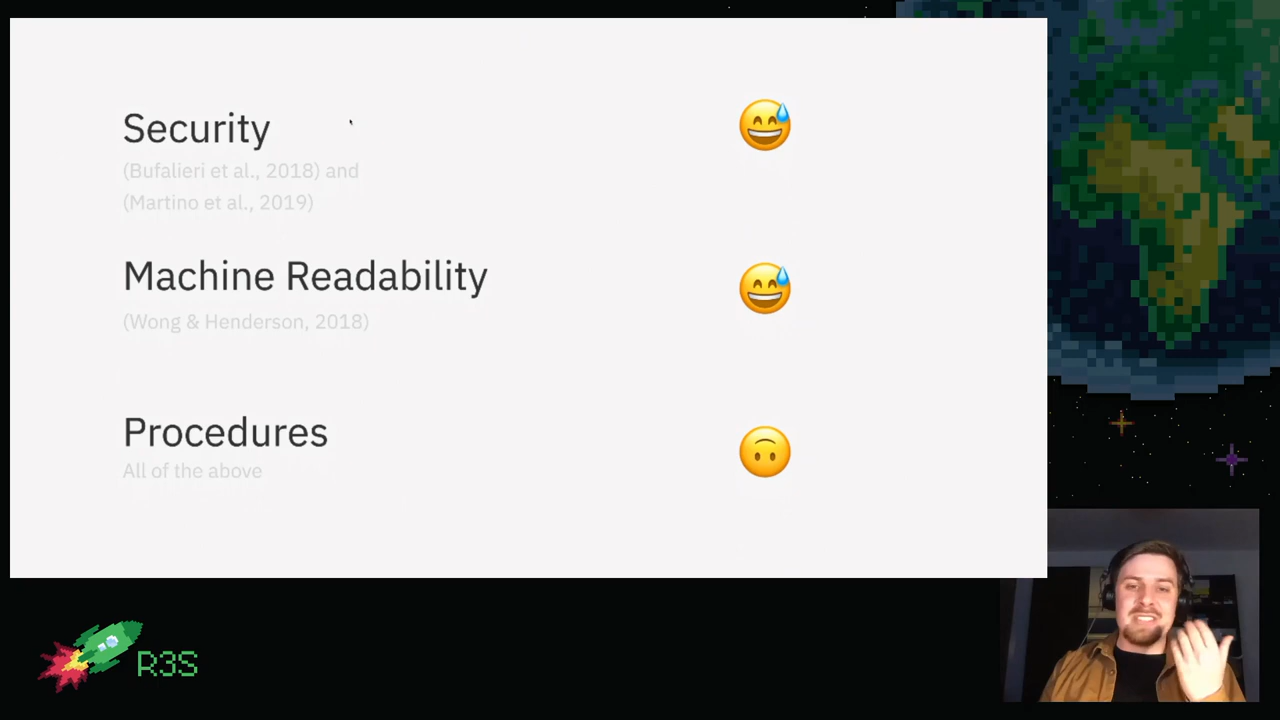 Security
(Bufalieri et al., 2018) and
(Martino et al., 2019)
Machine Readability
(Wong & Henderson, 2018)
Procedures
All of the above
R3S